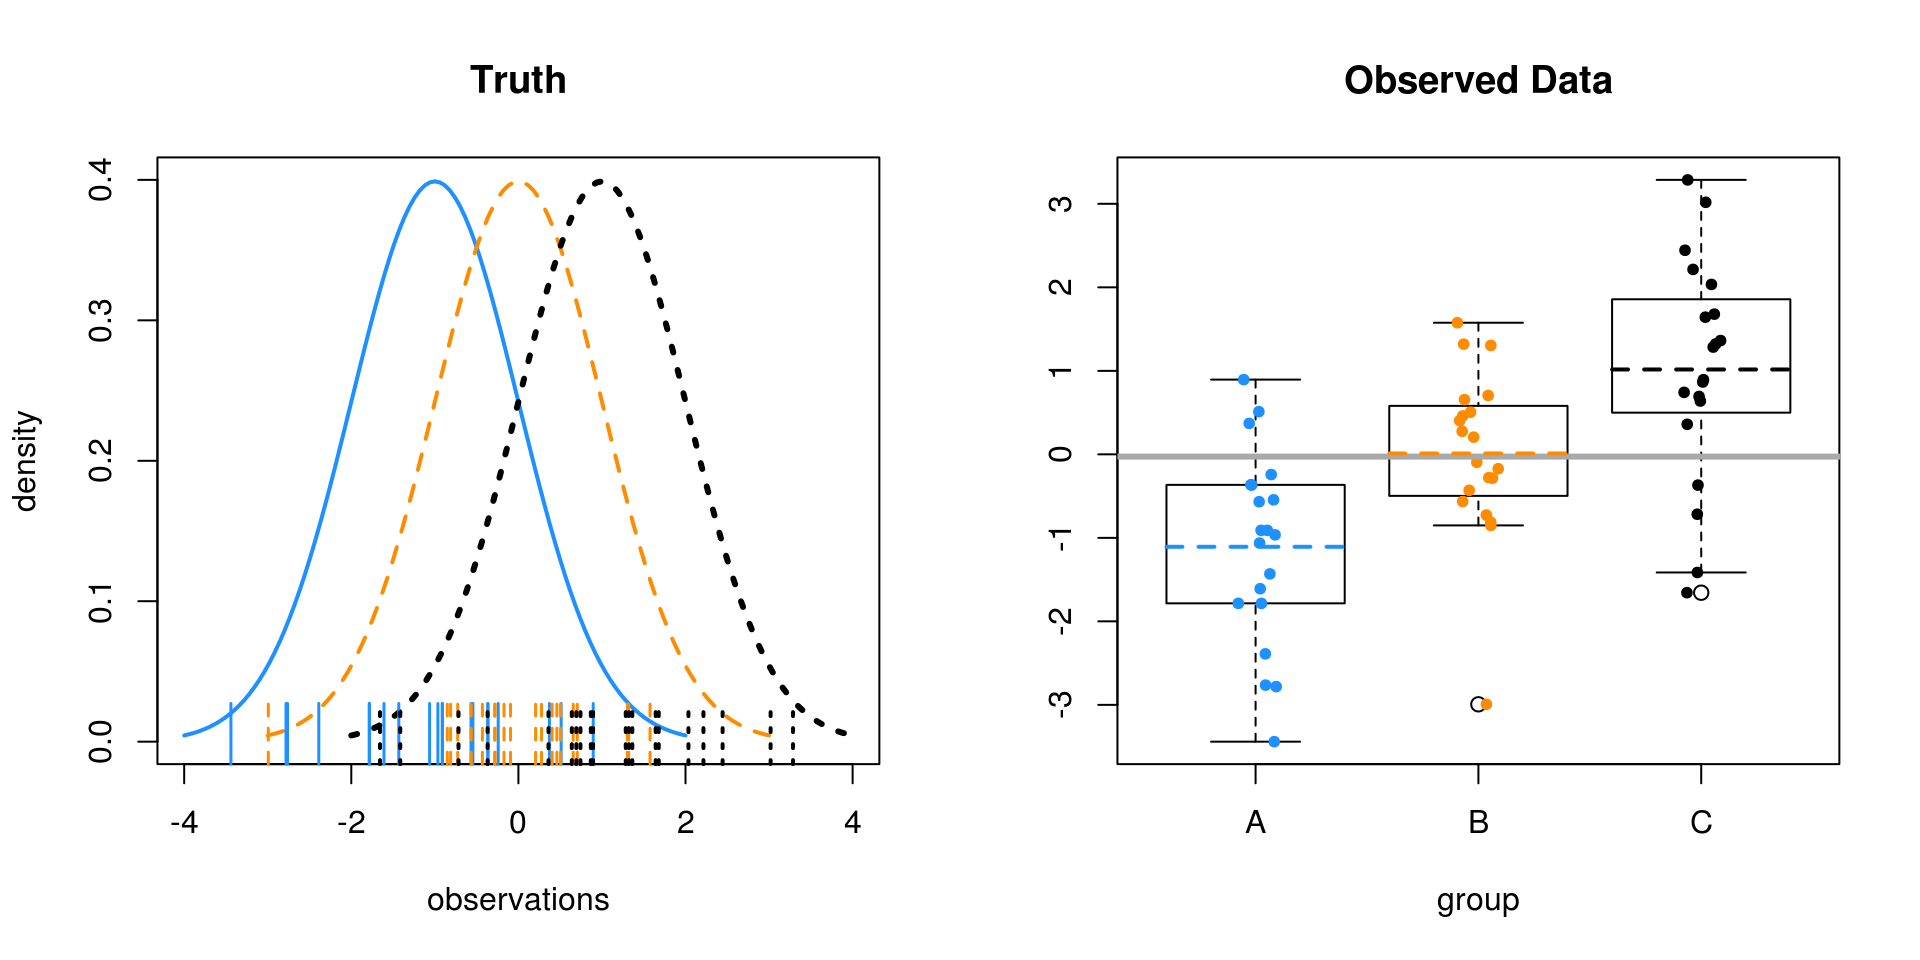 Truth
density
0.0 0.1 0.2 0.3 0.4
-4 -2 0 2 4
observations
Observed Data
-3 -2 -1 0 1 2 3
A B C
group